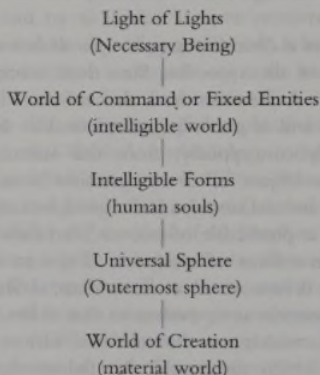 Light of Lights
(Necessary Being)
World of Command or Fixed Entities
(intelligible world)
Intelligible Forms
(human souls)
Universal Sphere
(Outermost sphere)
World of Creation
(material world)